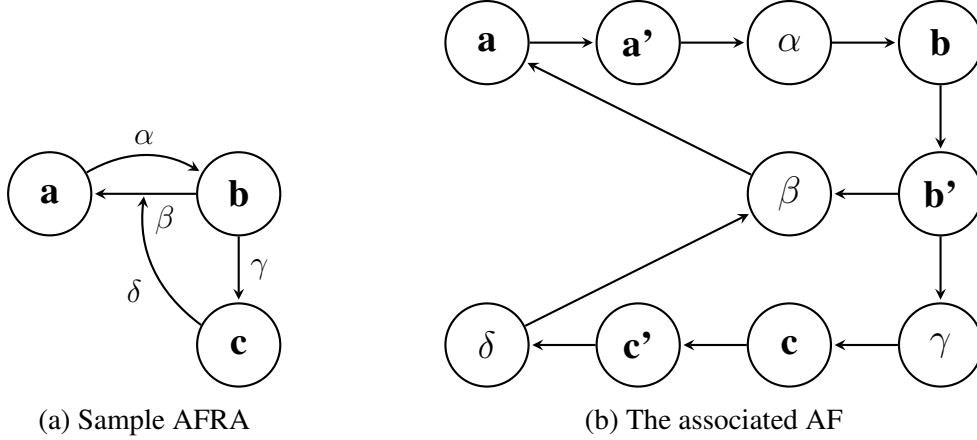 a
a’
α
b
α
a
b
β
β
b’
γ
δ
c
δ
c’
c
γ
(a) Sample AFRA
(b) The associated AF